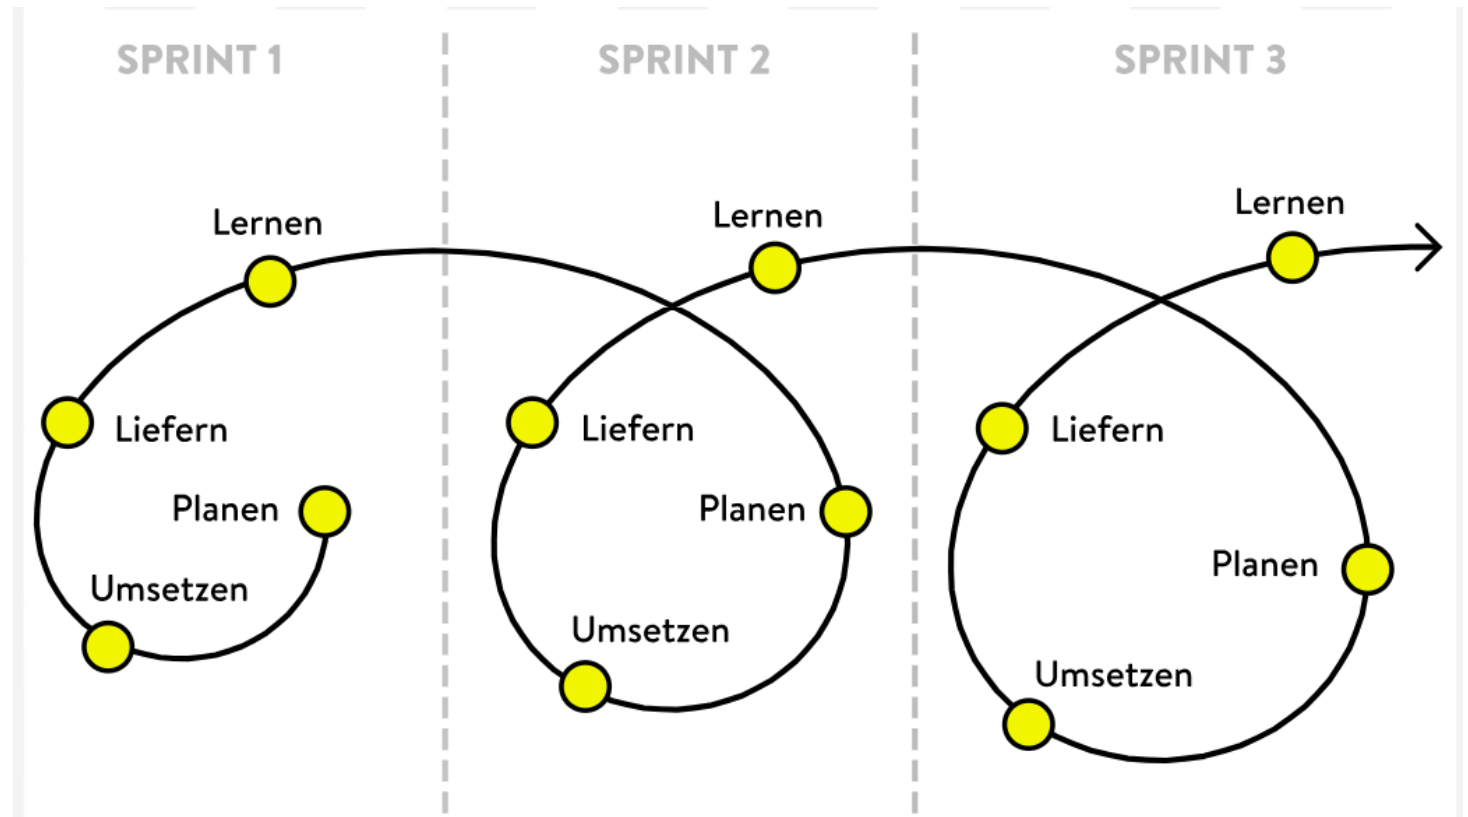 SPRINT 1
SPRINT 2
SPRINT 3
Lernen
Liefern
Planen
Umsetzen
Lernen
Liefern
Planen
Umsetzen
Lernen
Liefern
Planen
Umsetzen